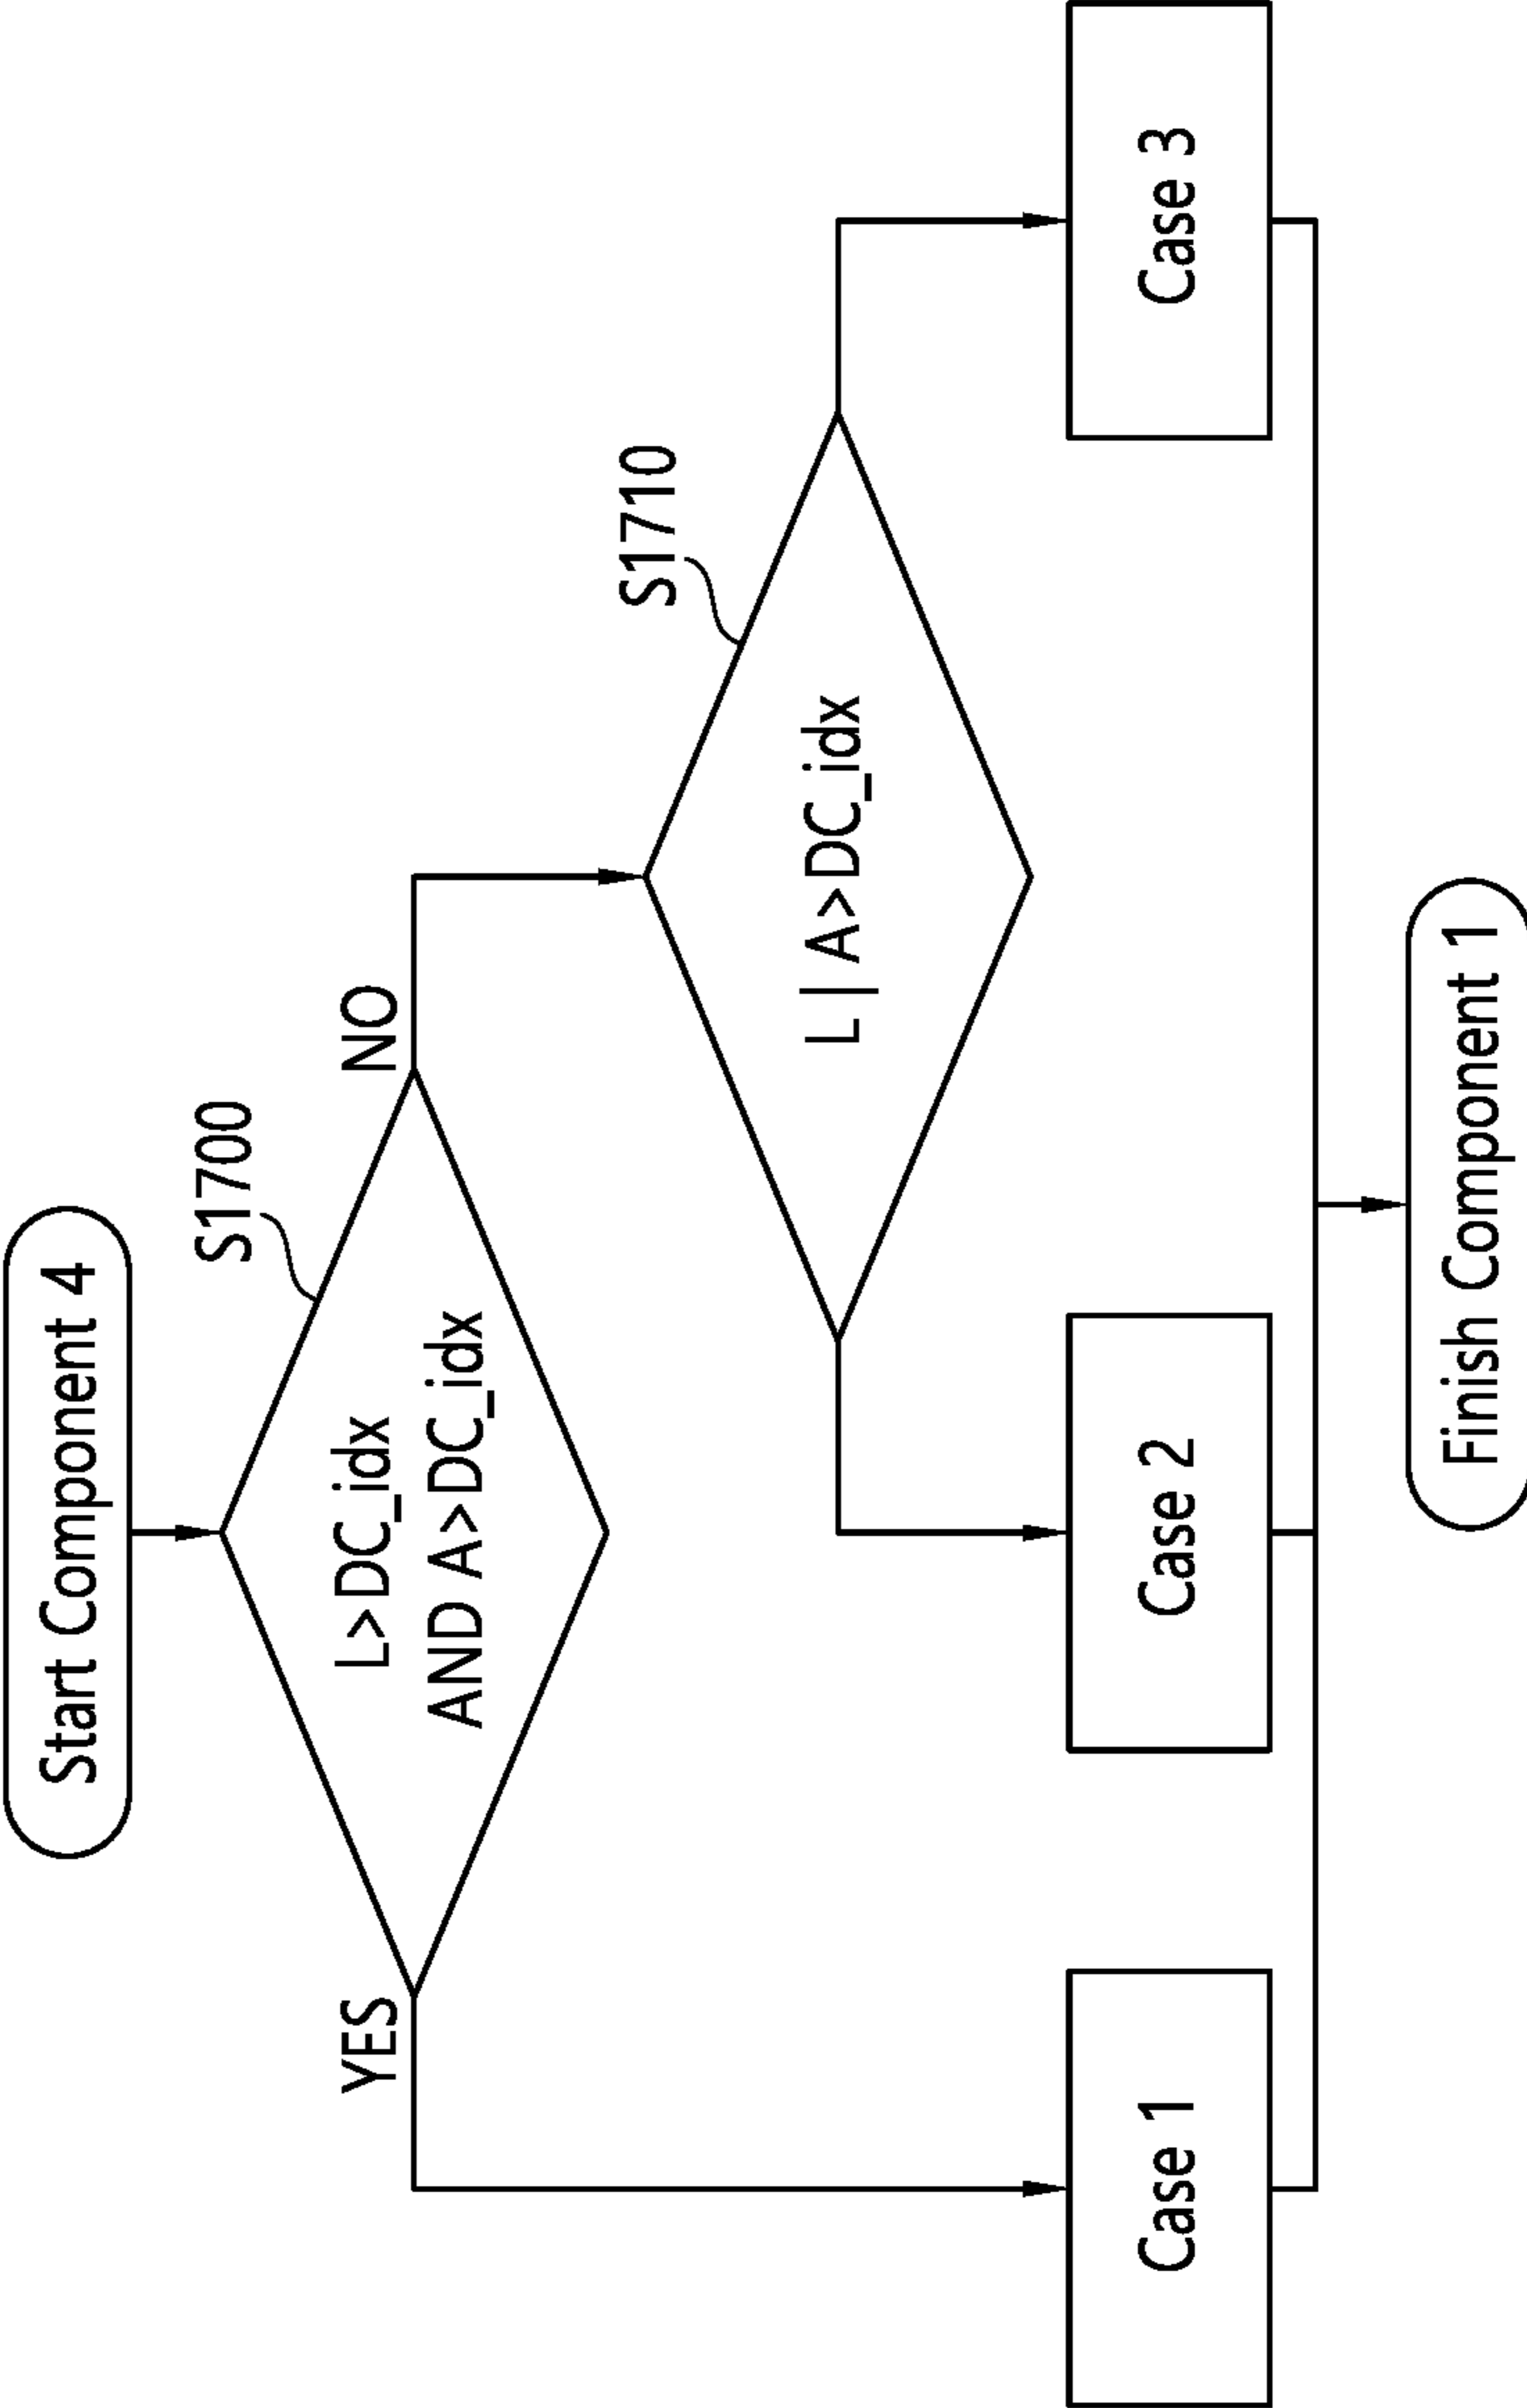 Start Component 4
S1700
L>DC_idx
AND A>DC_idx
YES
NO
S1710
L | A>DC_idx
Case 1
Case 2
Case 3
Finish Component 1